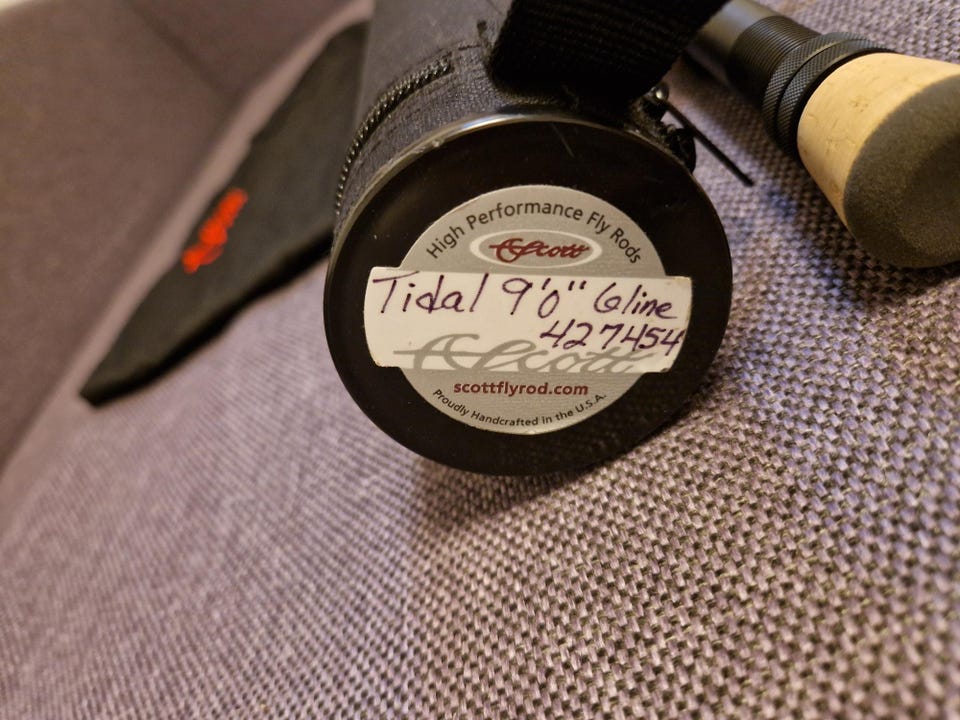 High Performance Fly Rods
Scott
Tidal 9'0" 6line
427454
Scott
scottflyrod.com
Proudly Handcrafted in the U.S.A.